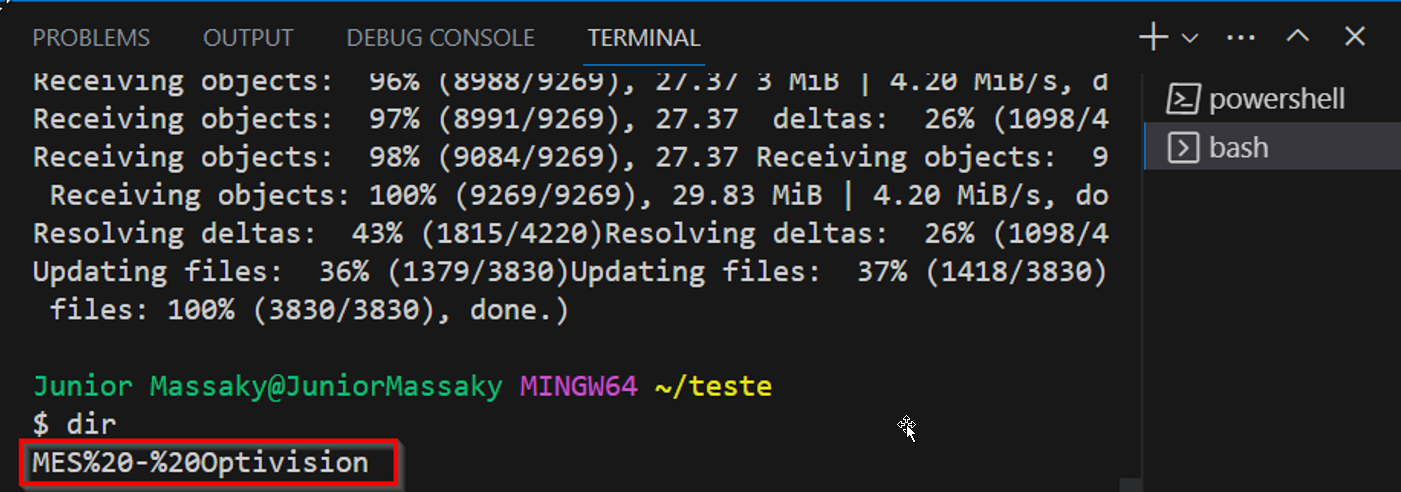 PROBLEMS OUTPUT DEBUG CONSOLE TERMINAL
Receiving objects:  96% (8988/9269), 27.37 3 MiB | 4.20 MiB/s, d
Receiving objects:  97% (8991/9269), 27.37  deltas:  26% (1098/4
Receiving objects:  98% (9084/9269), 27.37 Receiving objects:  9
 Receiving objects: 100% (9269/9269), 29.83 MiB | 4.20 MiB/s, do
Resolving deltas:  43% (1815/4220)Resolving deltas:  26% (1098/4
Updating files:  36% (1379/3830)Updating files:  37% (1418/3830)
 files: 100% (3830/3830), done.)
Junior Massaky@JuniorMassaky MINGW64 ~/teste
$ dir
MES%20-%20Optivision
powershell
bash